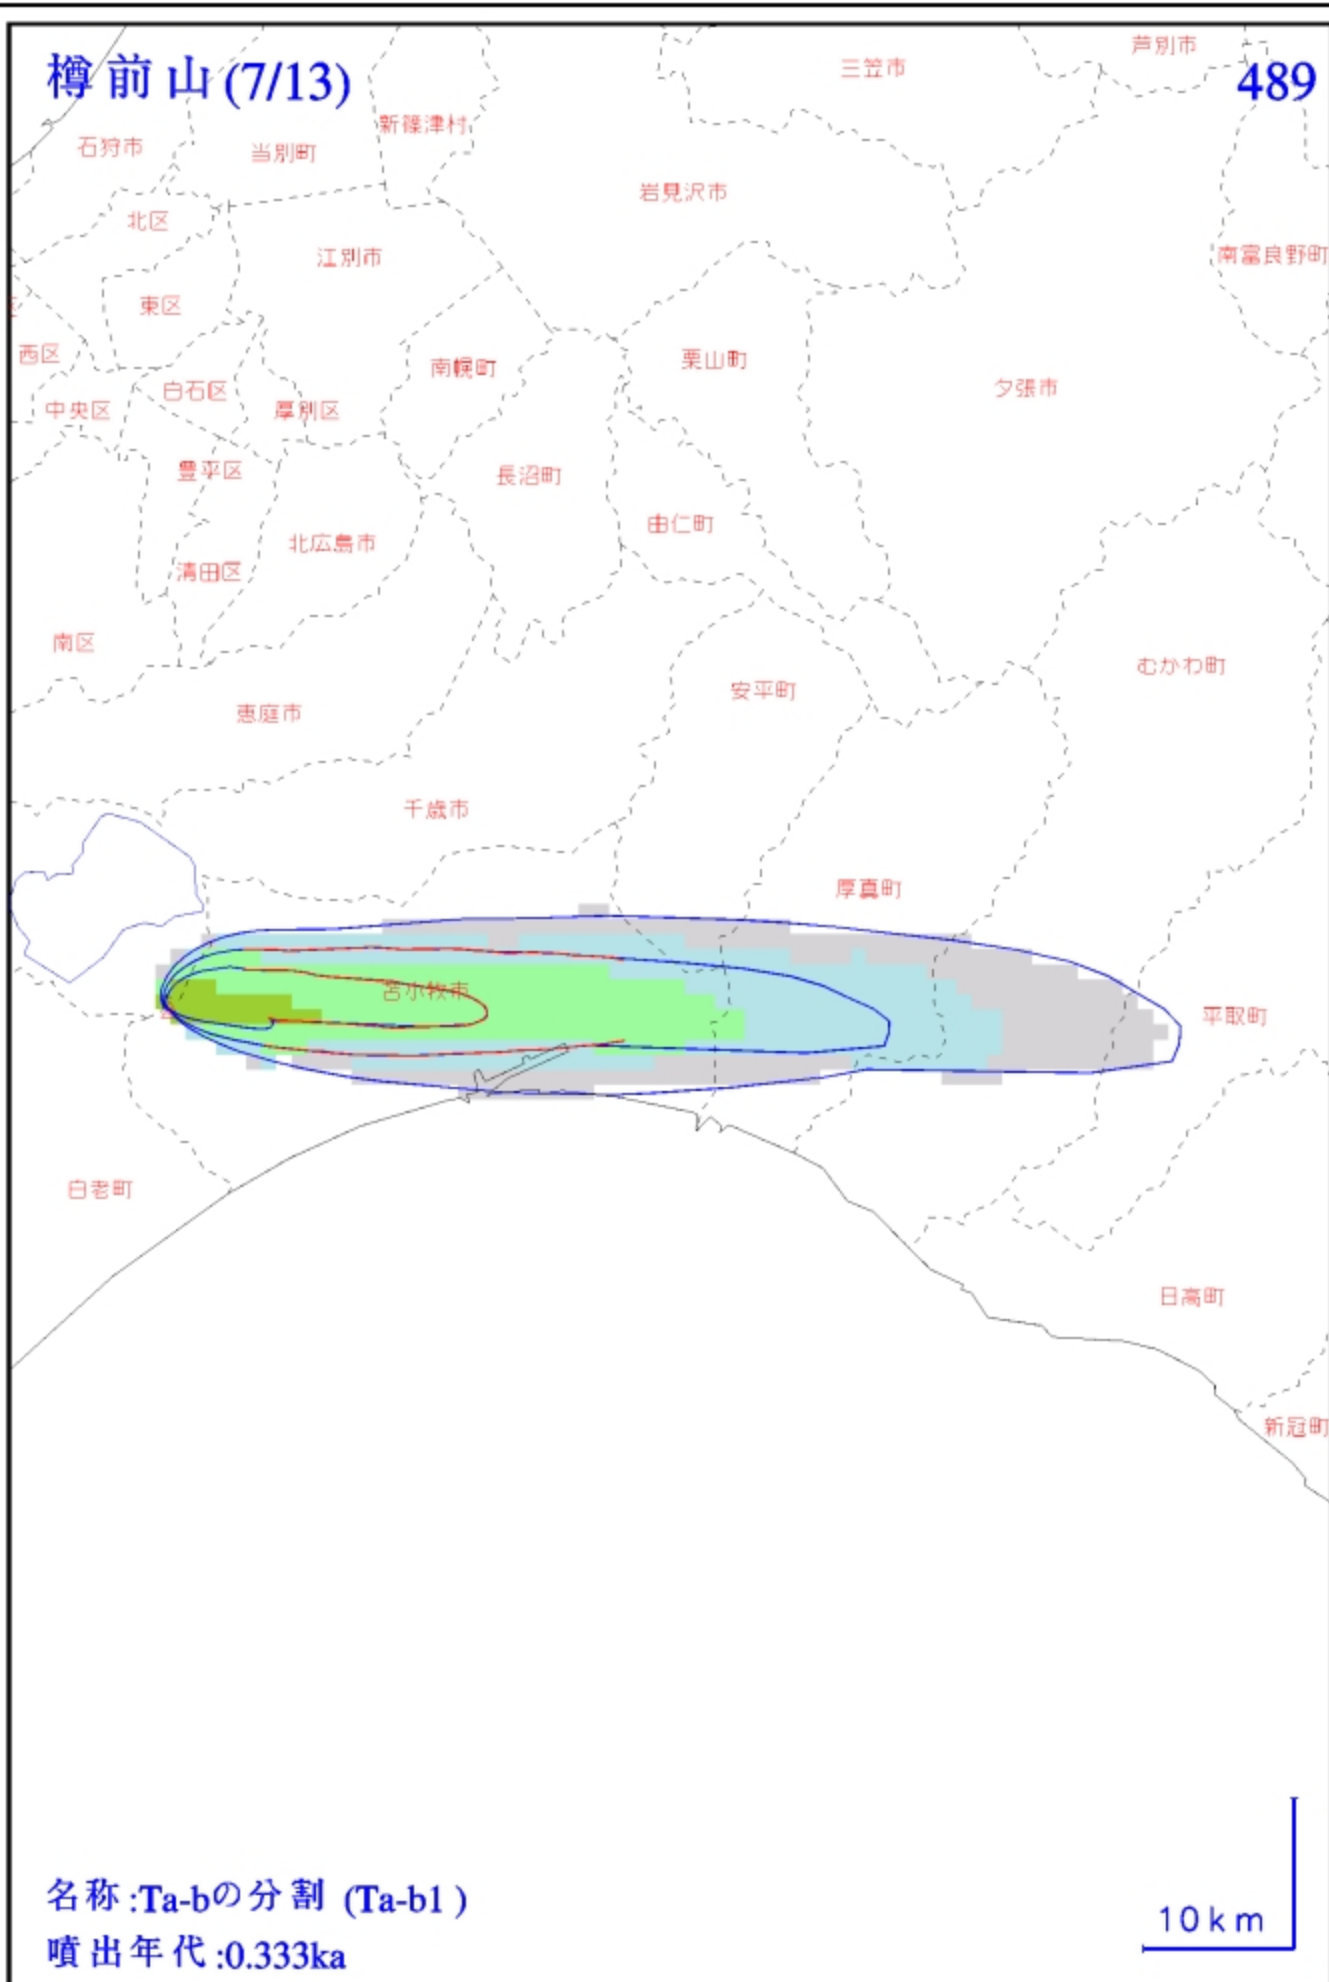 樽前山(7/13)
489
芦別市
三笠市
新篠津村
石狩市
当別町
岩見沢市
北区
江別市
南富良野町
東区
西区
栗山町
南幌町
夕張市
白石区
中央区
厚別区
豊平区
長沼町
由仁町
北広島市
清田区
南区
むかわ町
安平町
恵庭市
千歳市
厚真町
苫小牧市
平取町
白老町
日高町
新冠町
名称:Ta-bの分割 (Ta-b1 )
10km
噴出年代:0.333ka